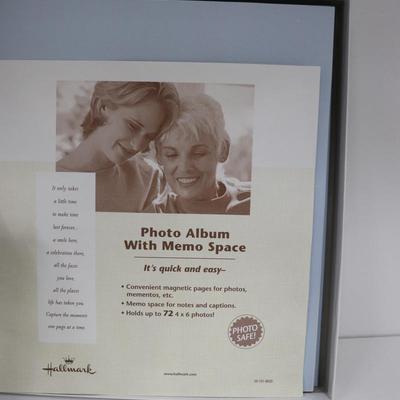 It only takes
a little time
to make time
last forever...
a smile here,
a celebration there,
all the faces
you love,
all the places
life has taken you.
Capture the moments
one page at a time.
Photo Album
With Memo Space
It's quick and easy–
• Convenient magnetic pages for photos,
mementos, etc.
• Memo space for notes and captions.
• Holds up to 72 4 x 6 photos!
PHOTO
SAFE!
Hallmark
www.hallmark.com